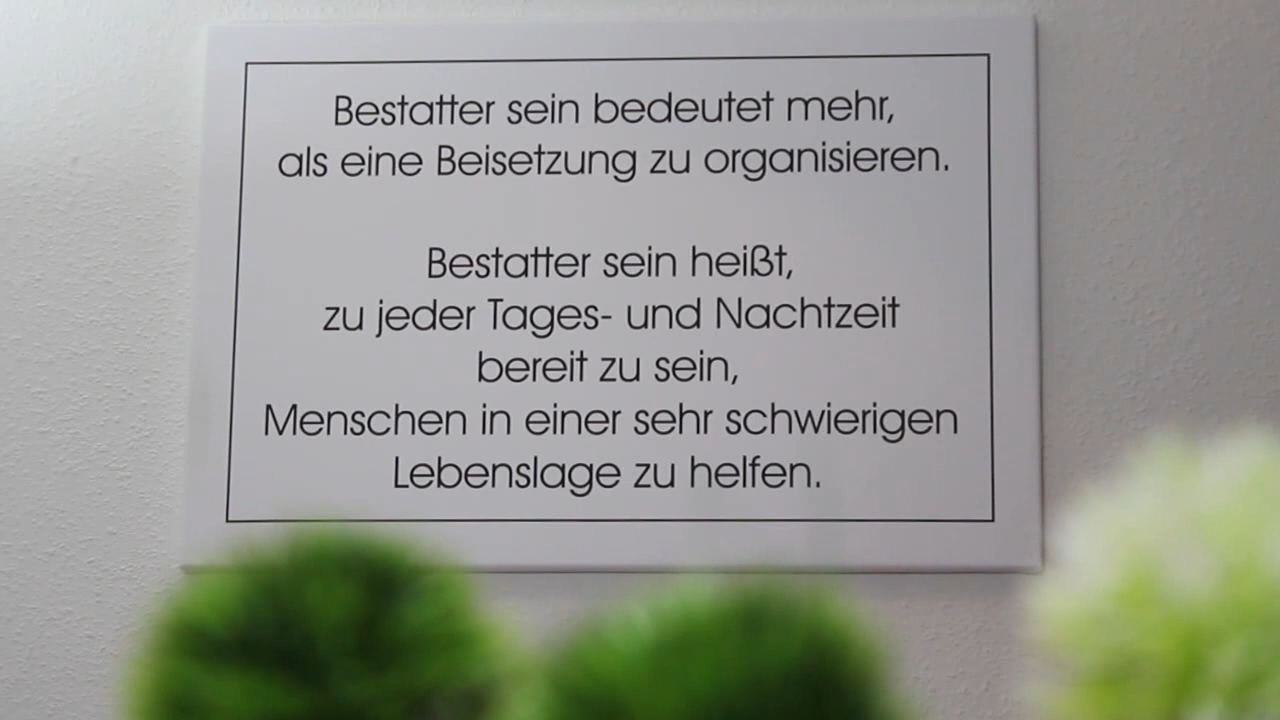 Bestatter sein bedeutet mehr,
als eine Beisetzung zu organisieren.
Bestatter sein heißt,
zu jeder Tages- und Nachtzeit
bereit zu sein,
Menschen in einer sehr schwierigen
Lebenslage zu helfen.